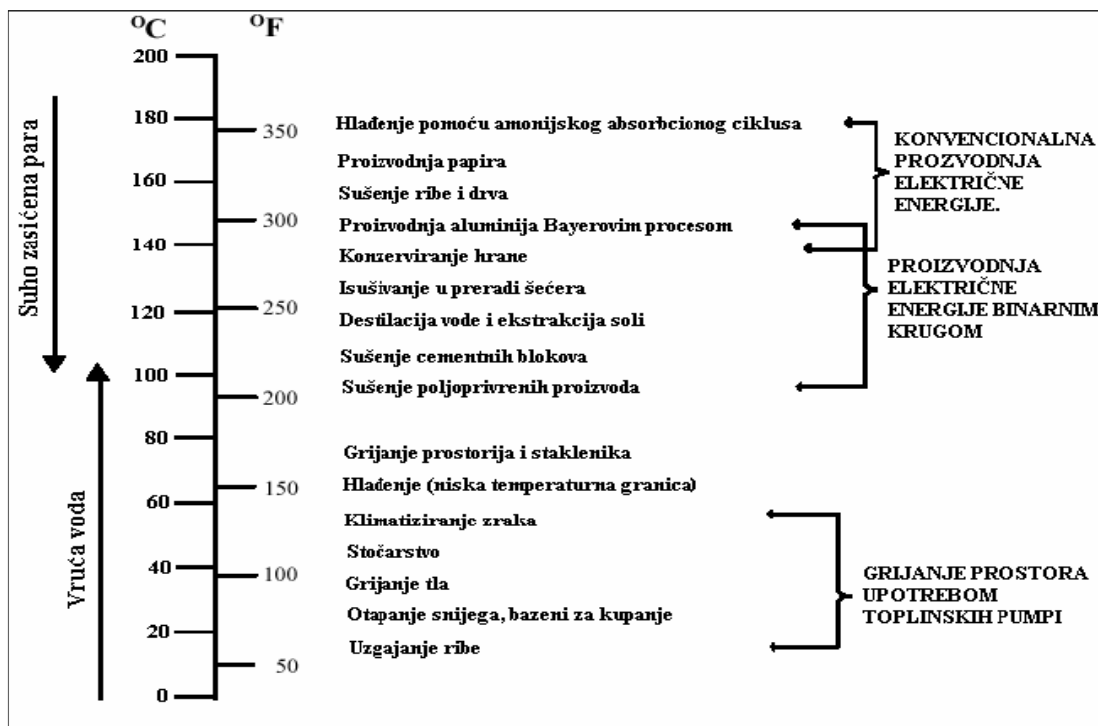 °C
°F
200
180
160
140
120
100
80
60
40
20
0
350
300
250
200
150
100
50
Suho zasićena para
Vruća voda
Hlađenje pomoću amonijskog absorbcionog ciklusa
Proizvodnja papira
Sušenje ribe i drva
Proizvodnja aluminija Bayerovim procesom
Konzerviranje hrane
Isušivanje u preradi šećera
Destilacija vode i ekstrakcija soli
Sušenje cementnih blokova
Sušenje poljoprivrenih proizvoda
Grijanje prostorija i staklenika
Hlađenje (niska temperaturna granica)
Klimatiziranje zraka
Stočarstvo
Grijanje tla
Otapanje snijega, bazeni za kupanje
Uzgajanje ribe
KONVENCIONALNA
PROZVODNJA
ELEKTRIČNE
ENERGIJE.
PROIZVODNJA
ELEKTRIČNE
ENERGIJE BINARNIM
KRUGOM
GRIJANJE PROSTORA
UPOTREBOM
TOPLINSKIH PUMPI